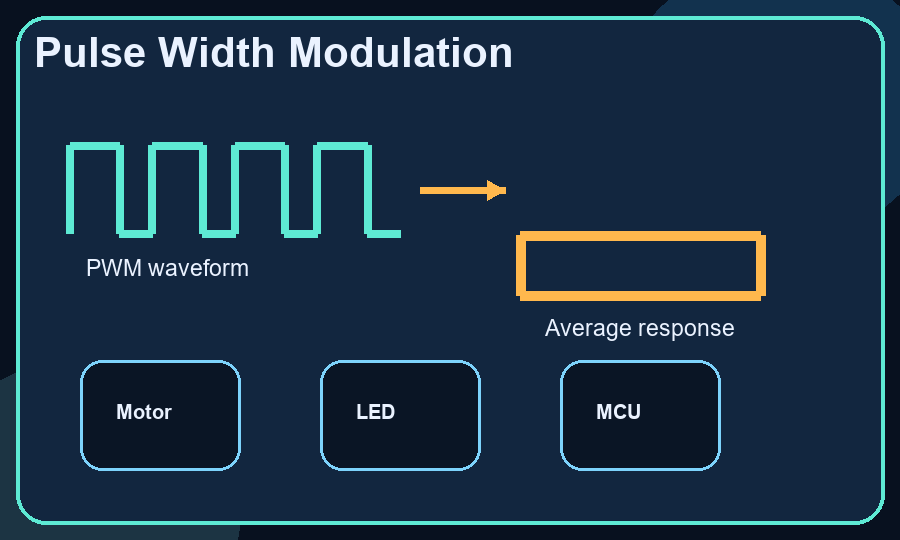 Pulse Width Modulation
PWM waveform
Average response
Motor
LED
MCU